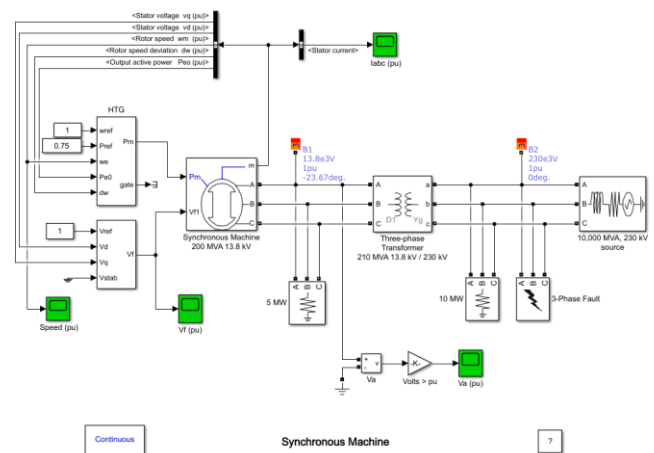 <Stator voltage vq (pu)>
<Stator voltage vd (pu)>
<Rotor speed wm (pu)>
<Rotor speed deviation dw (pu)>
<Output active power Peo (pu)>
<Stator current>
Iabc (pu)
HTG
1
wref
0.75
Pref
we
Pe0
dw
Pm
gate
m
Pm
Vf1
A
B
C
Synchronous Machine
200 MVA 13.8 kV
B1
13.8e3V
1pu
-23.67deg.
A
B
C
D1
Yg
a
b
c
Three-phase
Transformer
210 MVA 13.8 kV / 230 kV
B2
230e3V
1pu
0deg.
A
B
C
10,000 MVA, 230 kV
source
1
Vref
Vd
Vq
Vstab
Vf
A B C
5 MW
A B C
10 MW
A B C
3-Phase Fault
Speed (pu)
Vf (pu)
+
-
v
Va
-K-
Volts > pu
Va (pu)
Continuous
Synchronous Machine
?